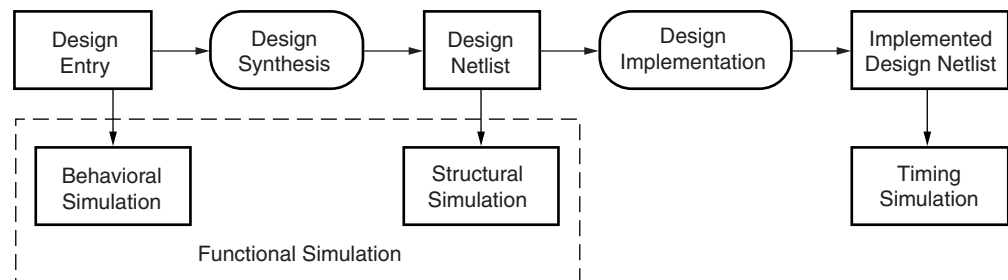 Design
Entry
Design
Synthesis
Design
Netlist
Design
Implementation
Implemented
Design Netlist
Behavioral
Simulation
Structural
Simulation
Timing
Simulation
Functional Simulation